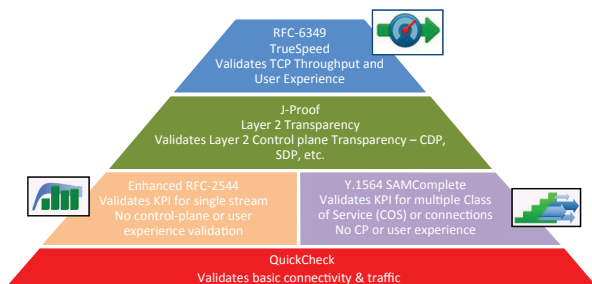 RFC-6349
TrueSpeed
Validates TCP Throughput and
User Experience
J-Proof
Layer 2 Transparency
Validates Layer 2 Control plane Transparency – CDP,
SDP, etc.
Enhanced RFC-2544
Validates KPI for single stream
No control-plane or user
experience validation
Y.1564 SAMComplete
Validates KPI for multiple Class
of Service (COS) or connections
No CP or user experience
QuickCheck
Validates basic connectivity & traffic